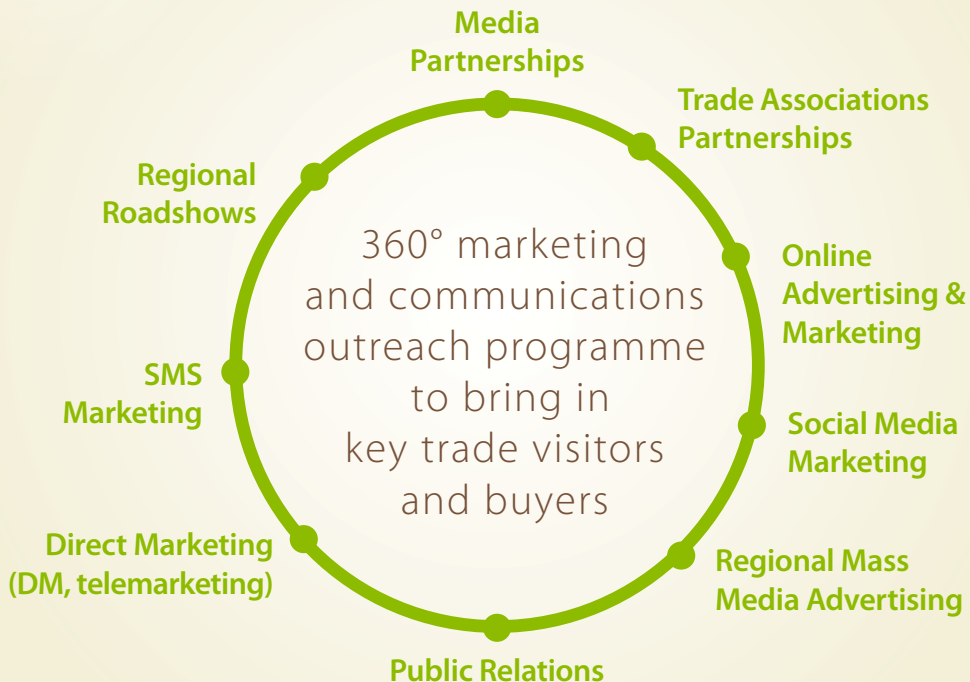 Media
Partnerships
Trade Associations
Partnerships
Regional
Roadshows
360° marketing
and communications
outreach programme
to bring in
key trade visitors
and buyers
Online
Advertising &
Marketing
SMS
Marketing
Social Media
Marketing
Direct Marketing
(DM, telemarketing)
Regional Mass
Media Advertising
Public Relations